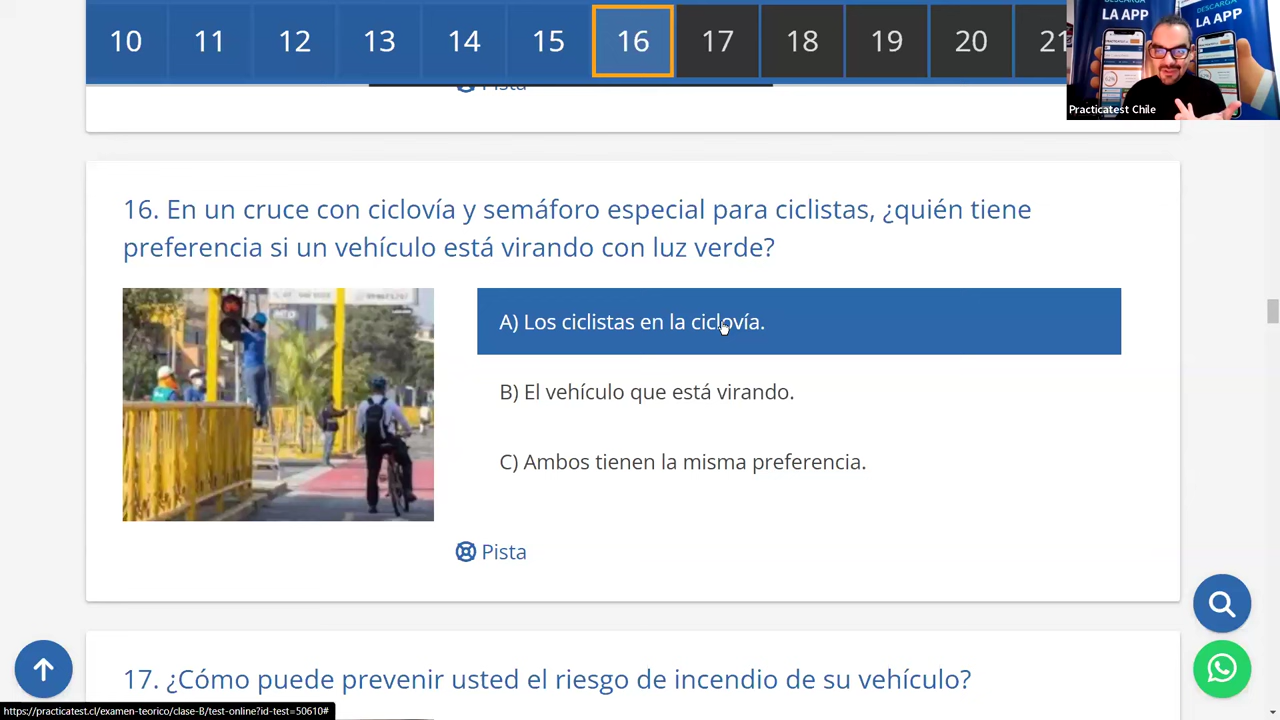 10 11 12 13 14 15 16 17 18 19 20 21
DESCARGA
LA APP
DESCARGA
LA APP
Practicatest Chile
Pista
16. En un cruce con ciclovía y semáforo especial para ciclistas, ¿quién tiene
preferencia si un vehículo está virando con luz verde?
A) Los ciclistas en la ciclovía.
B) El vehículo que está virando.
C) Ambos tienen la misma preferencia.
Pista
17. ¿Cómo puede prevenir usted el riesgo de incendio de su vehículo?
https://practicatest.cl/examen-teorico/clase-B/test-online?id-test=50610#